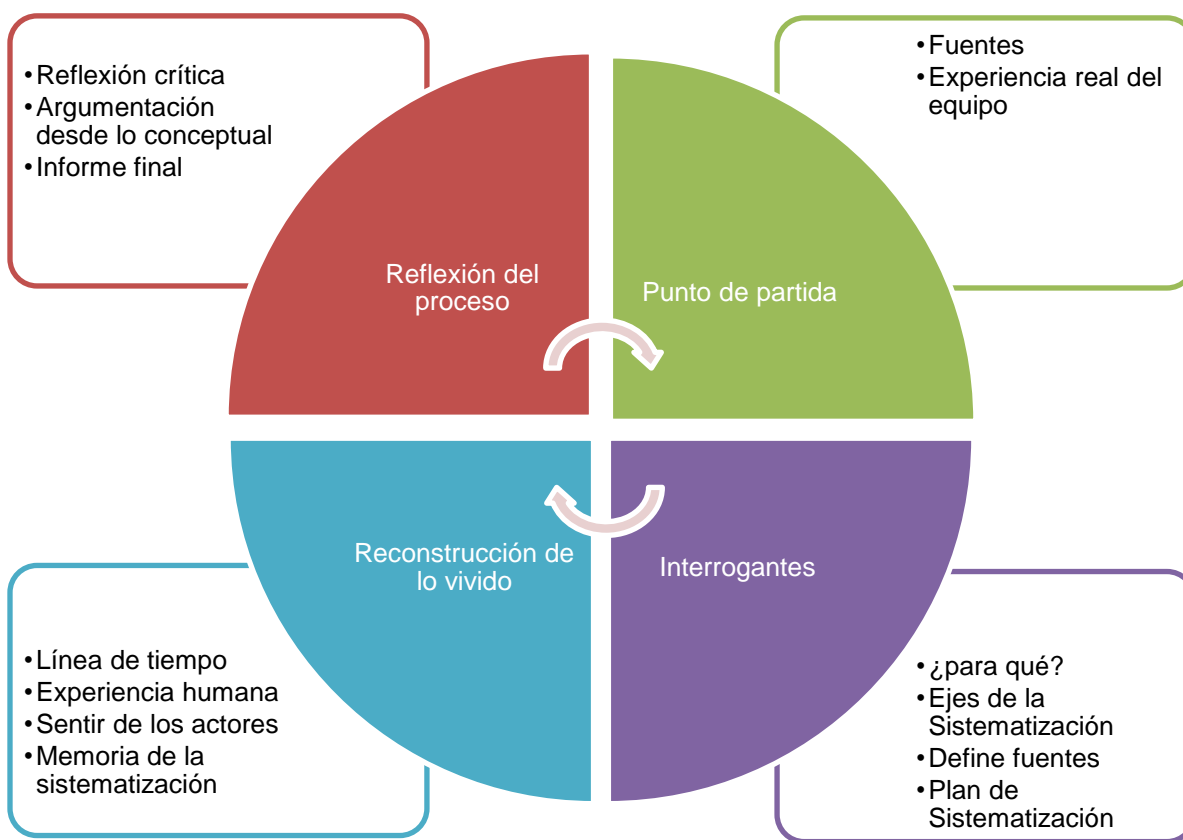 • Reflexión crítica
• Argumentación
desde lo conceptual
• Informe final
• Fuentes
• Experiencia real del
equipo
Reflexión del
proceso
Punto de partida
Reconstrucción de
lo vivido
Interrogantes
• Línea de tiempo
• Experiencia humana
• Sentir de los actores
• Memoria de la
sistematización
• ¿para qué?
• Ejes de la
Sistematización
• Define fuentes
• Plan de
Sistematización